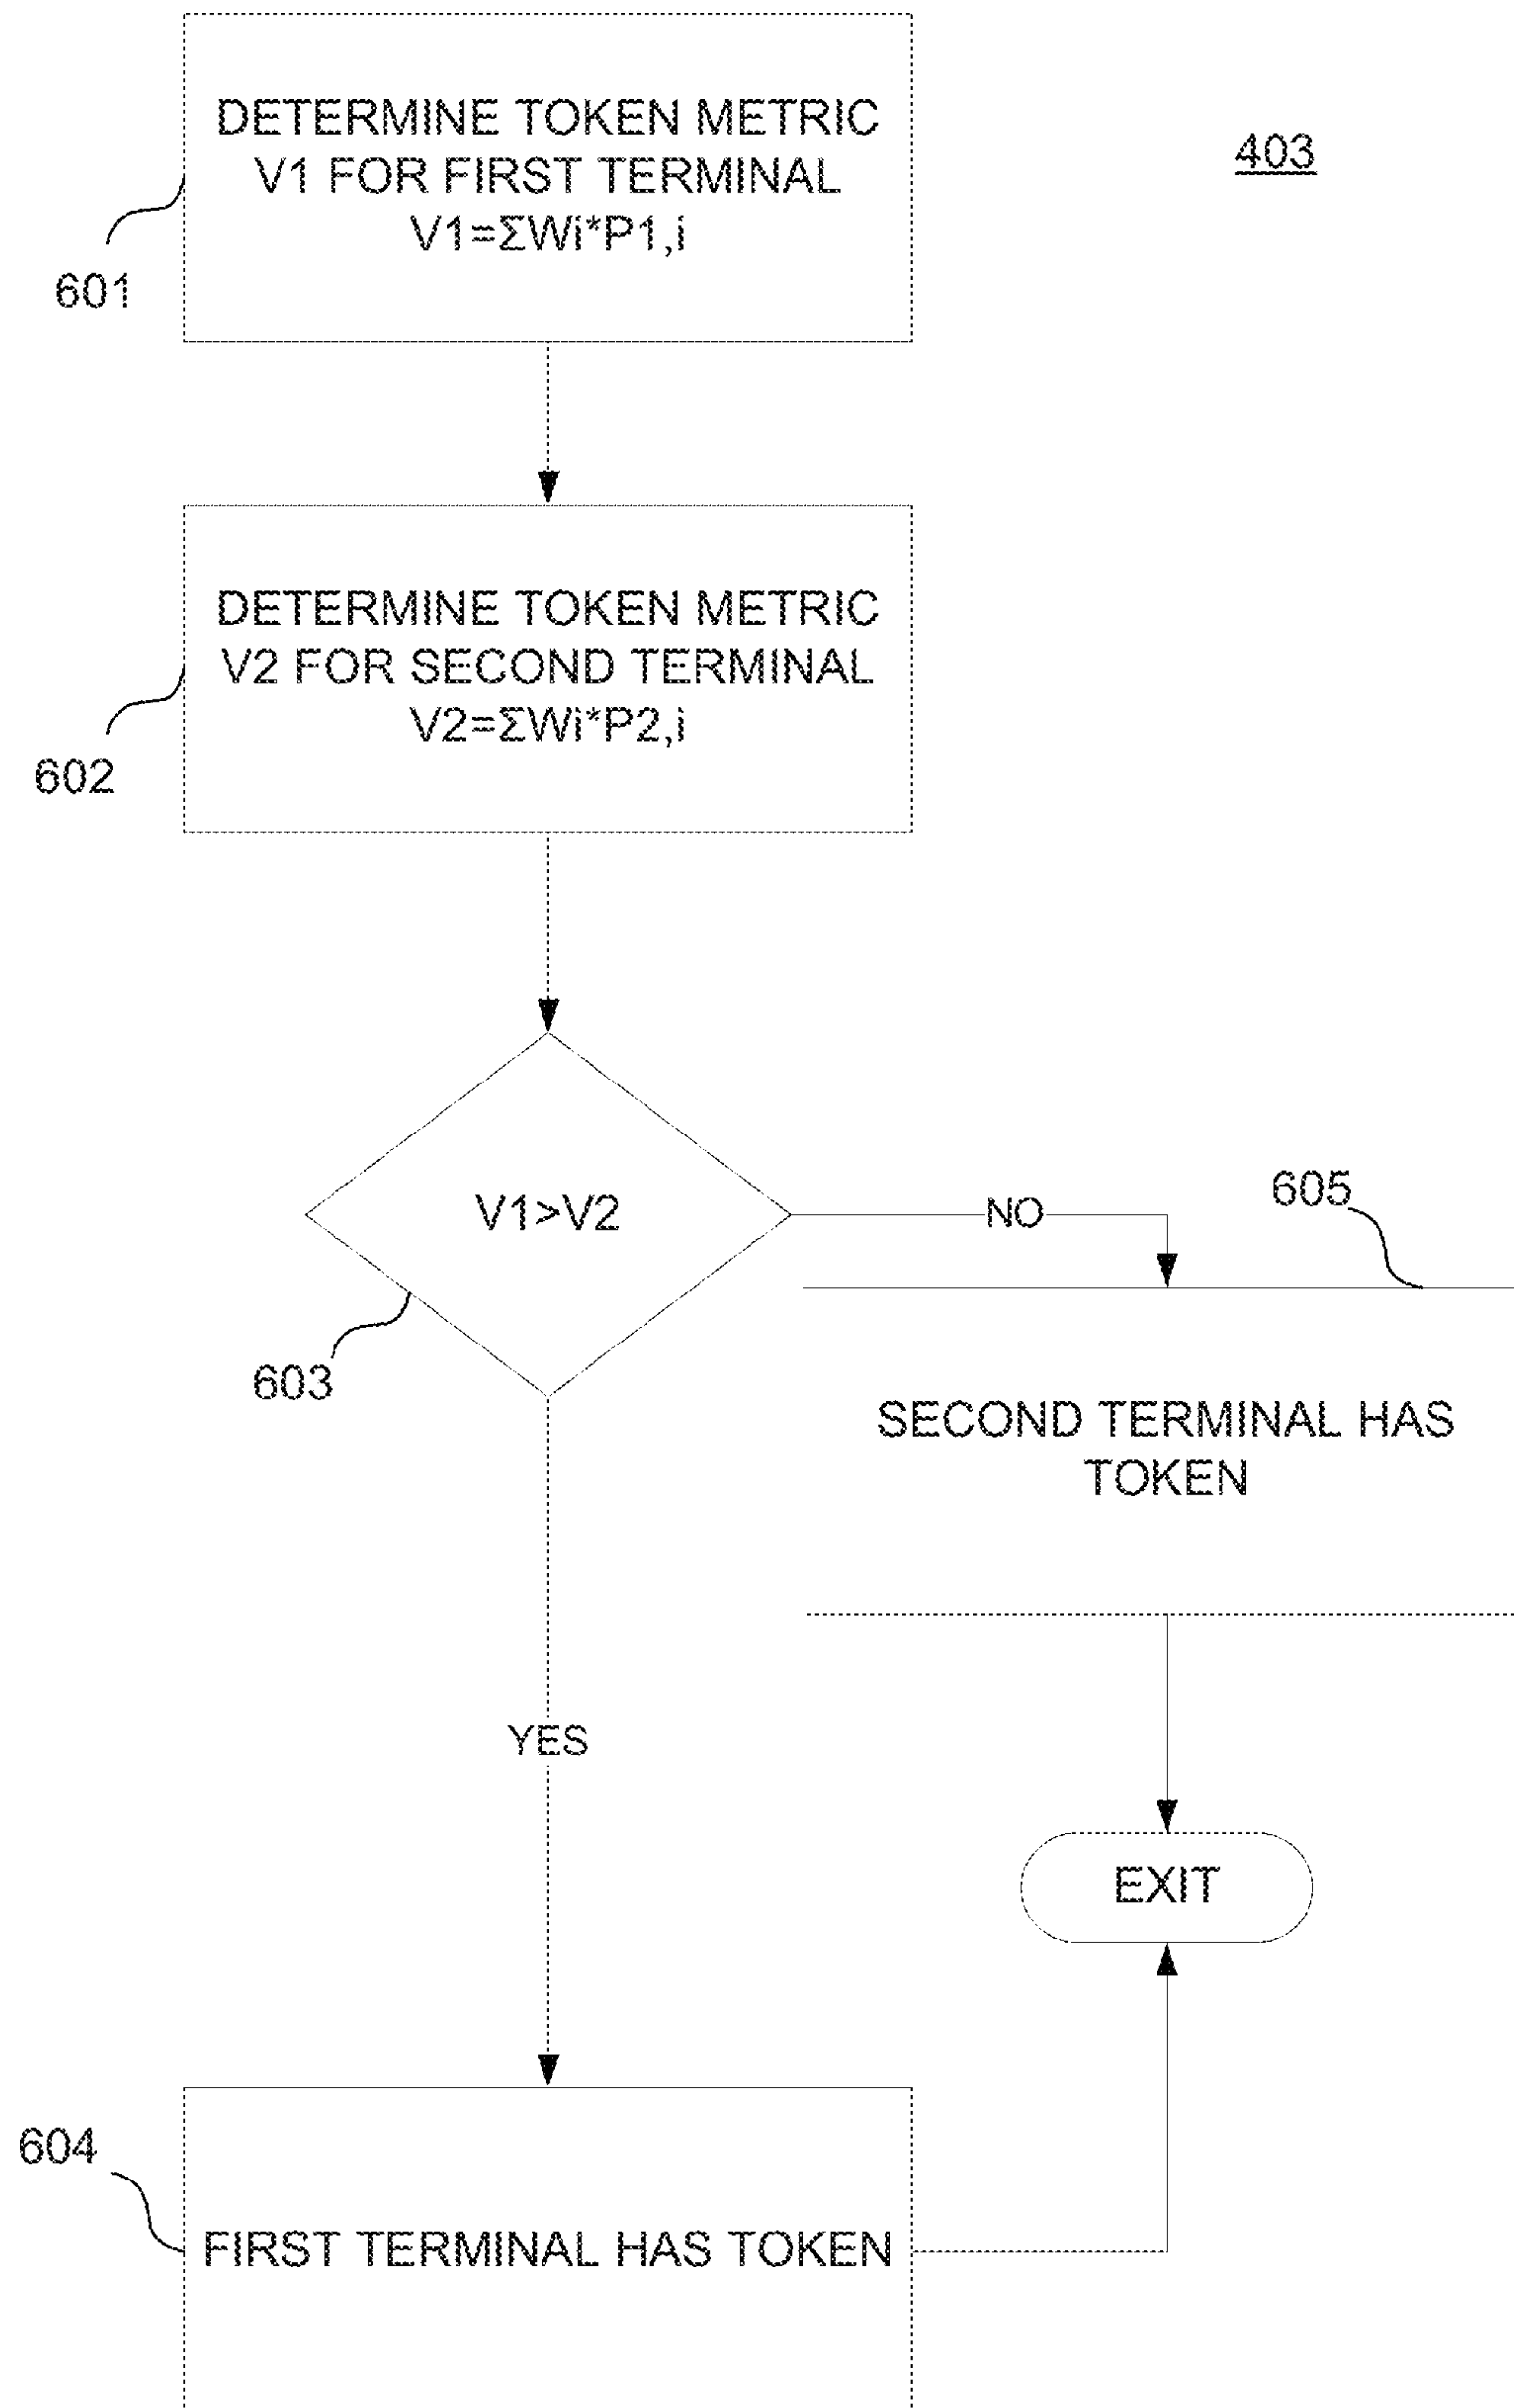 DETERMINE TOKEN METRIC
V1 FOR FIRST TERMINAL
V1=ΣWi*P1,i
403
601
DETERMINE TOKEN METRIC
V2 FOR SECOND TERMINAL
V2=ΣWi*P2,i
602
V1>V2
NO
605
603
SECOND TERMINAL HAS
TOKEN
YES
EXIT
604
FIRST TERMINAL HAS TOKEN